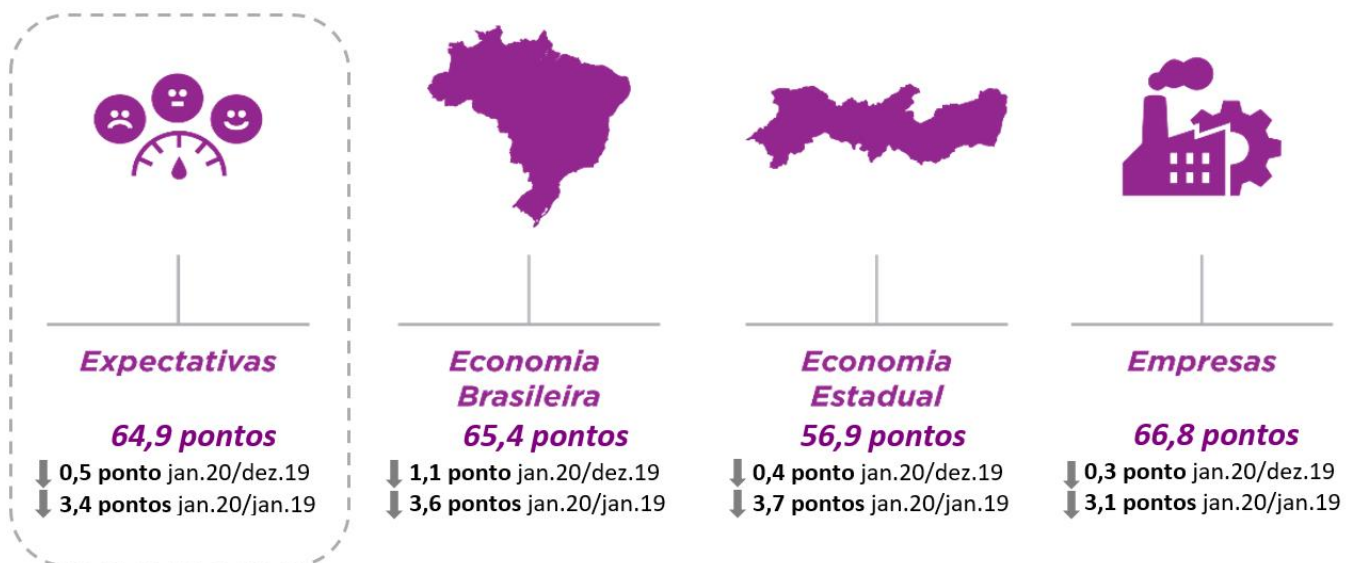 Expectativas
64,9 pontos
0,5 ponto jan.20/dez.19
3,4 pontos jan.20/jan.19
Economia
Brasileira
65,4 pontos
1,1 ponto jan.20/dez.19
3,6 pontos jan.20/jan.19
Economia
Estadual
56,9 pontos
0,4 ponto jan.20/dez.19
3,7 pontos jan.20/jan.19
Empresas
66,8 pontos
0,3 ponto jan.20/dez.19
3,1 pontos jan.20/jan.19